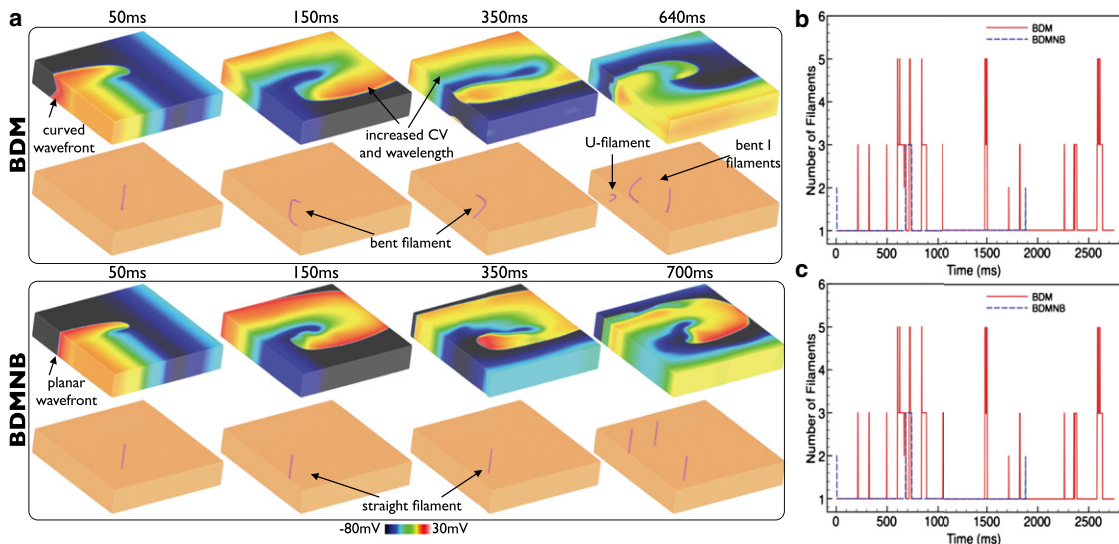 a
50ms 150ms 350ms 640ms
BDM
curved
wavefront
increased CV
and wavelength
U-filament
bent I
filaments
bent filament
50ms 150ms 350ms 700ms
BDMNB
planar
wavefront
straight filament
-80mV 30mV
b
6
5
4
3
2
1
Number of Filaments
BDM
BDMNB
0 500 1000 1500 2000 2500
Time (ms)
c
6
5
4
3
2
1
Number of Filaments
BDM
BDMNB
0 500 1000 1500 2000 2500
Time (ms)